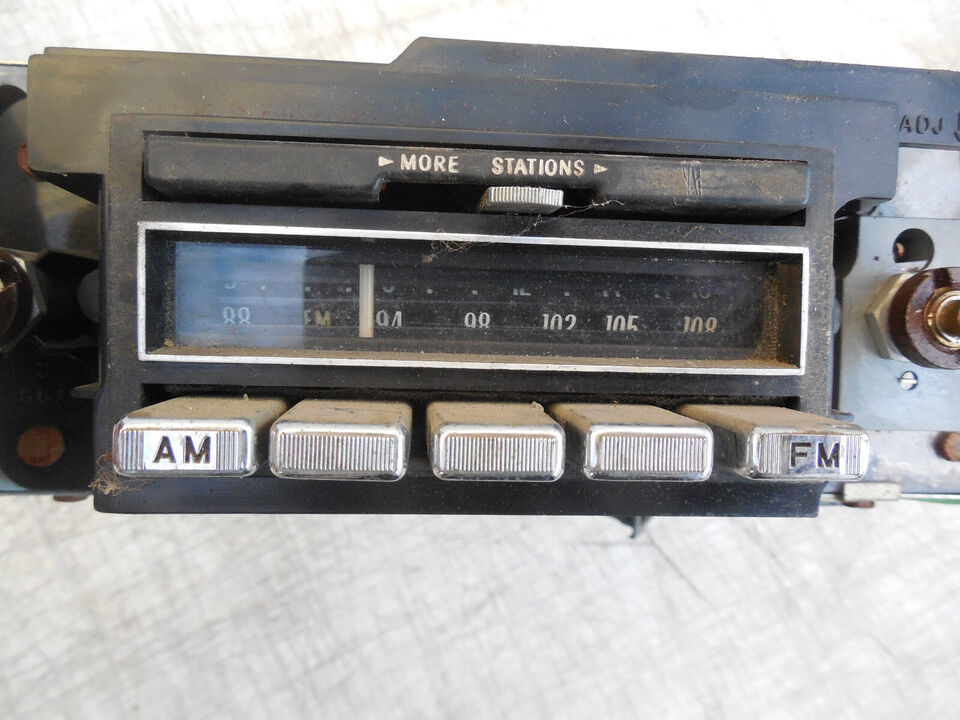 ADJ
▸ MORE STATIONS ▸
88 FM 94 98 102 105 108
AM FM